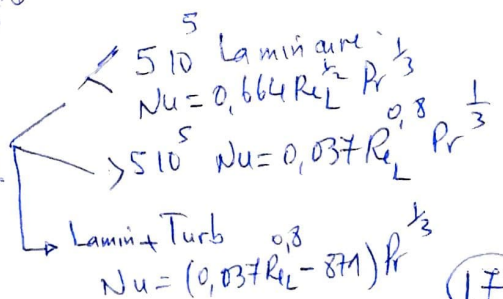 < 5 10^5 Laminaire
Nu = 0,664 Re_L^1/2 Pr^1/3
> 5 10^5 Nu = 0,037 Re_L^0,8 Pr^1/3
Lamin + Turb
Nu = (0,037 Re_L^0,8 - 871) Pr^1/3
17